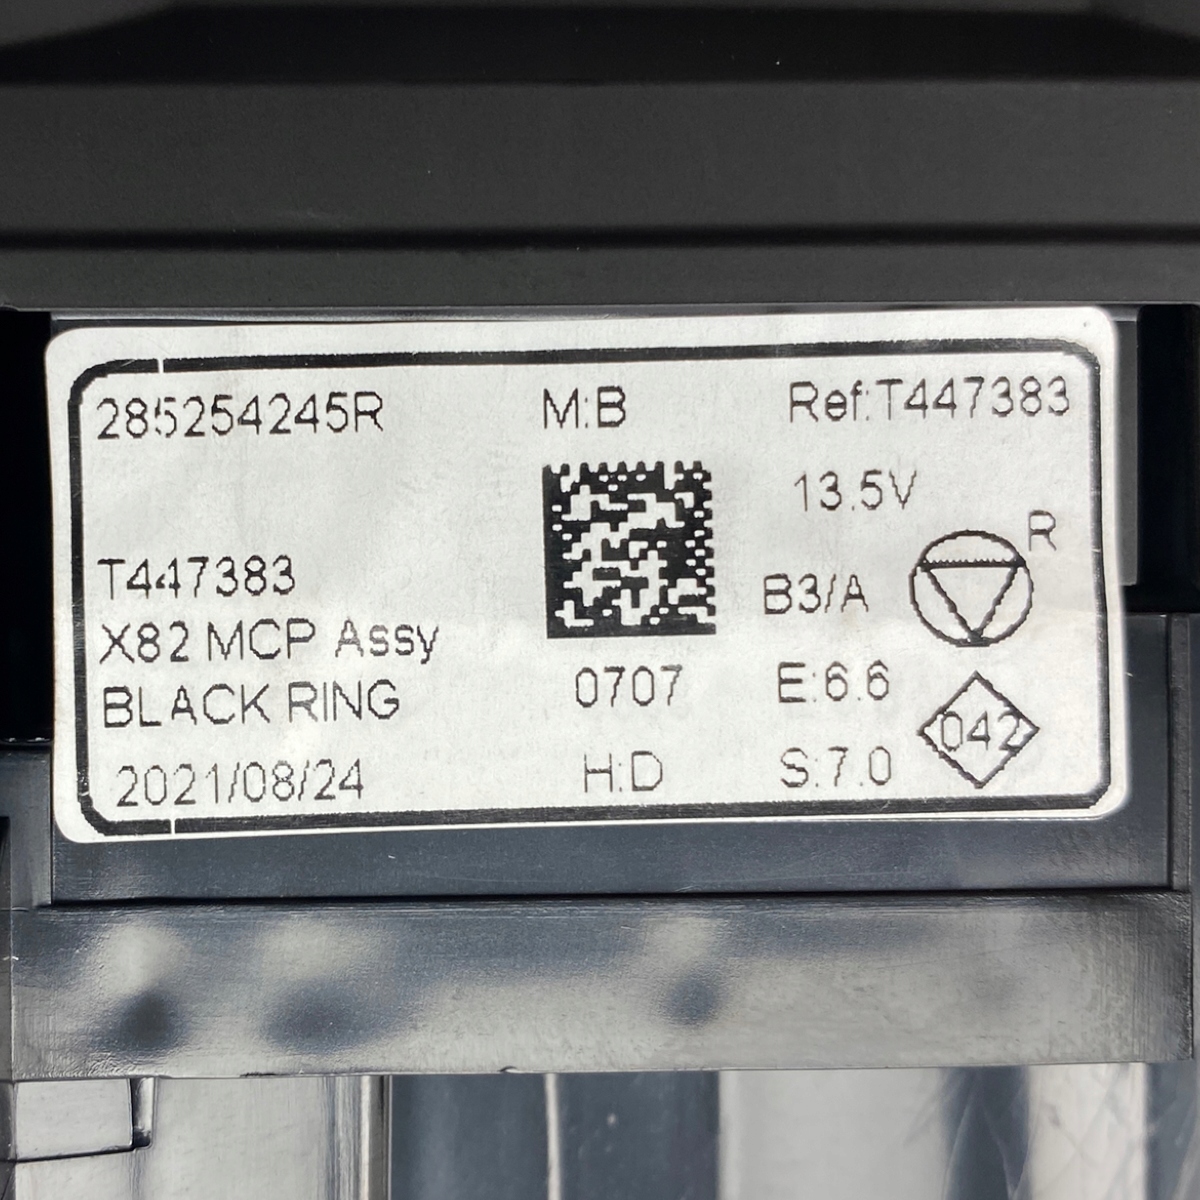 285254245R M:B Ref:T447383
13.5V
R
T447383 B3/A
X82 MCP Assy
BLACK RING 0707 E:6.6
042
2021/08/24 H:D S:7.0